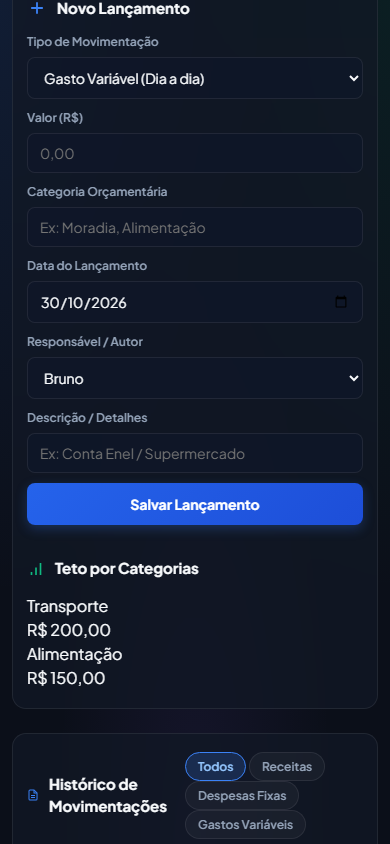 Novo Lançamento
Tipo de Movimentação
Gasto Variável (Dia a dia)
Valor (R$)
0,00
Categoria Orçamentária
Ex: Moradia, Alimentação
Data do Lançamento
30/10/2026
Responsável / Autor
Bruno
Descrição / Detalhes
Ex: Conta Enel / Supermercado
Salvar Lançamento
Teto por Categorias
Transporte
R$ 200,00
Alimentação
R$ 150,00
Histórico de
Movimentações
Todos
Receitas
Despesas Fixas
Gastos Variáveis